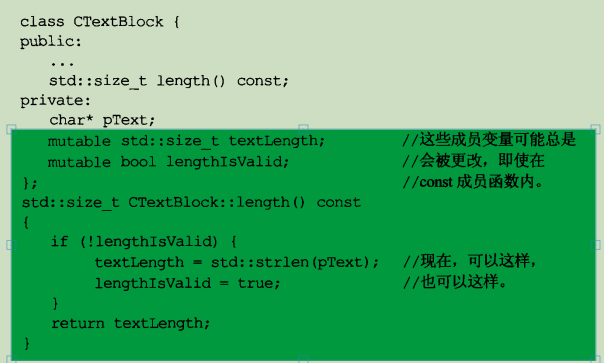 class CTextBlock {
public:
...
std::size_t length() const;
private:
char* pText;
mutable std::size_t textLength; //这些成员变量可能总是
mutable bool lengthIsValid; //会被更改，即使在
}; //const 成员函数内。
std::size_t CTextBlock::length() const
{
if (!lengthIsValid) {
textLength = std::strlen(pText); //现在，可以这样，
lengthIsValid = true; //也可以这样。
}
return textLength;
}